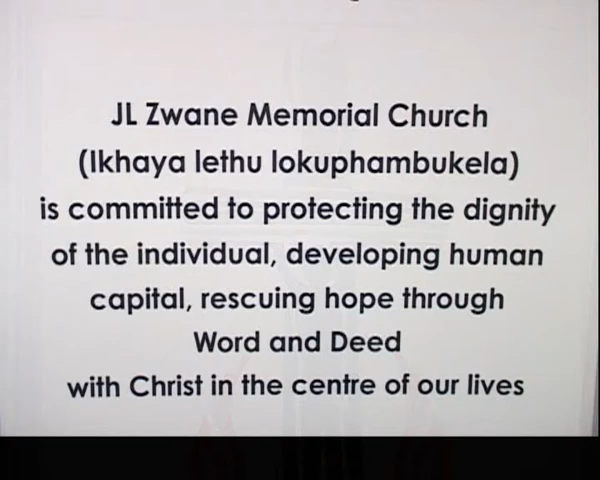 JL Zwane Memorial Church
(Ikhaya lethu lokuphambukela)
is committed to protecting the dignity
of the individual, developing human
capital, rescuing hope through
Word and Deed
with Christ in the centre of our lives